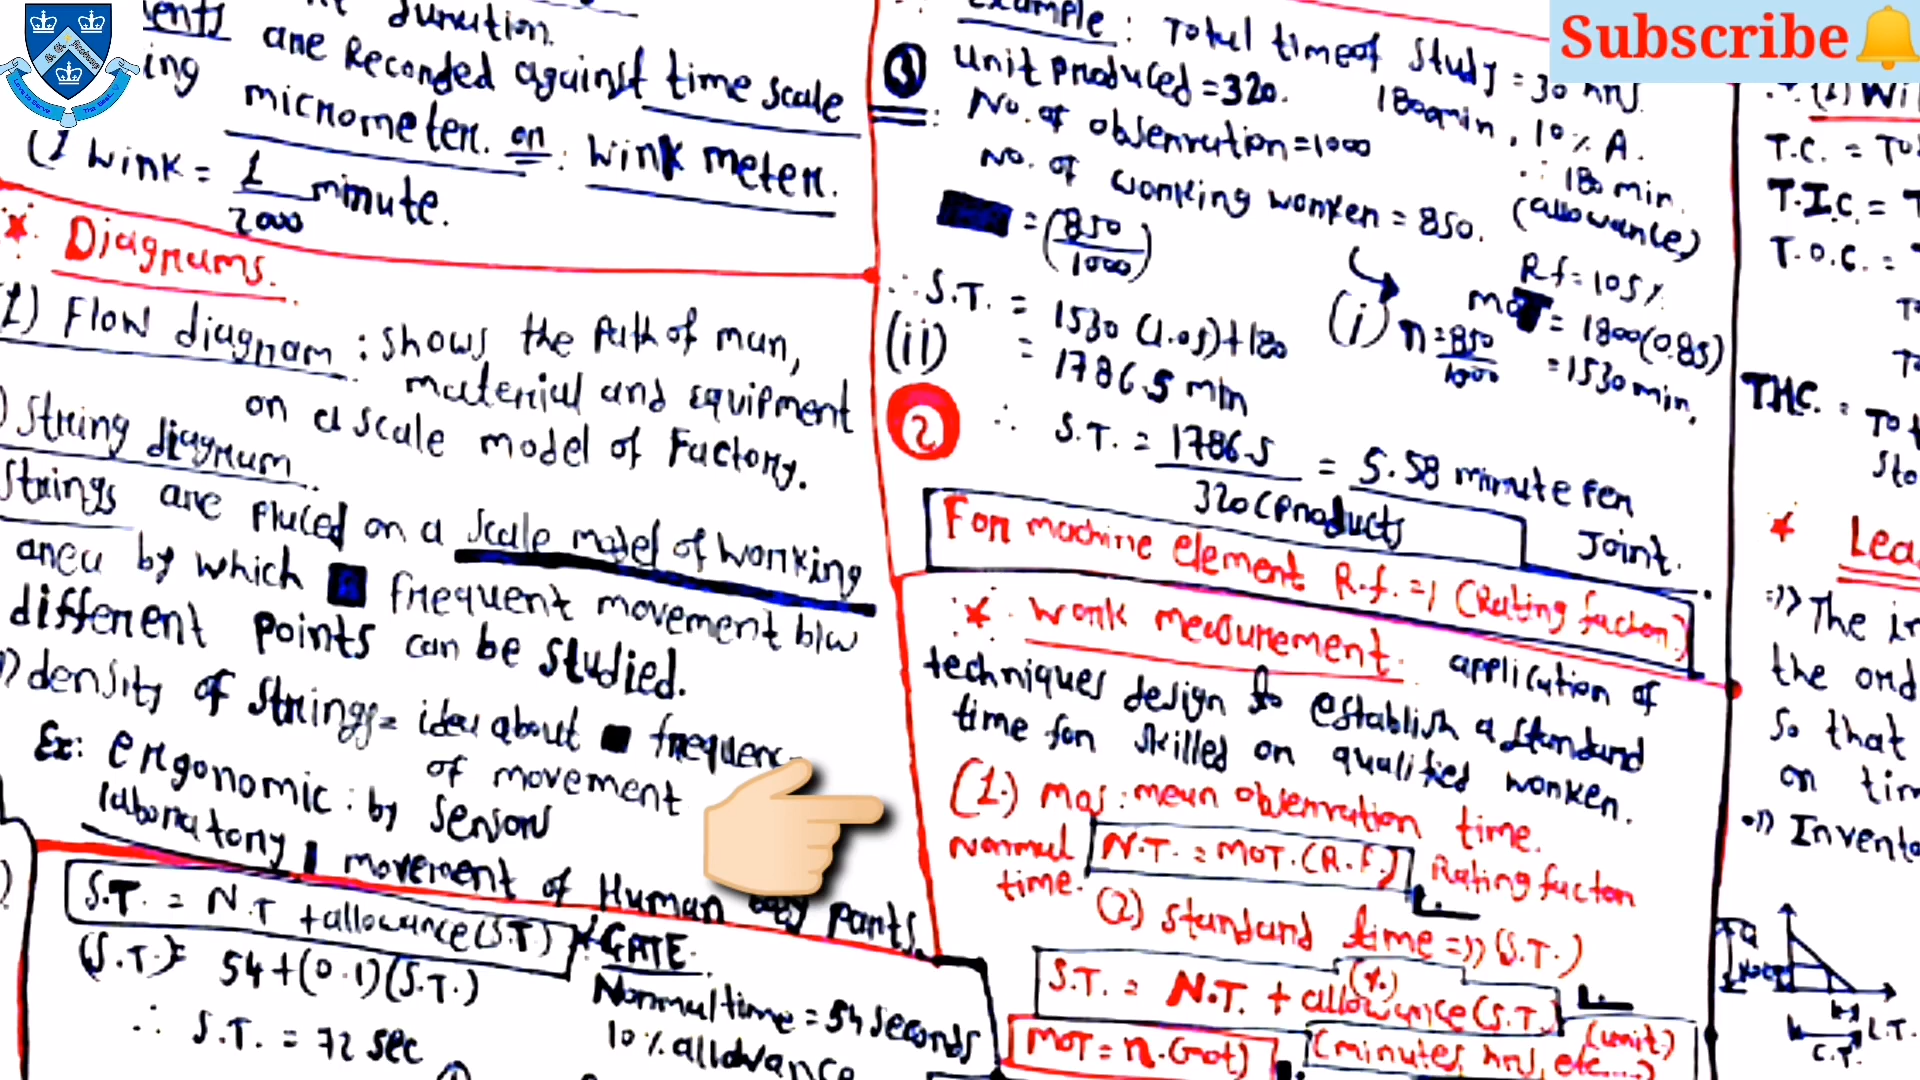 duration.
are Reconded against time scale
micrometer. on : wink meter.
(1 wink = 1/2000 minute.
* Diagrams.
1) Flow diagram : shows the Path of man,
material and equipment
on a scale model of Factory.
) String diagram
Strings are placed on a scale model of working
area by which frequent movement b/w
different points can be studied.
density of strings = idea about
of movement
Ex: ergonomic : by sensors
laboratory movement of Human body parts.
S.T. = N.T + allowance(S.T)
(S.T.) = 54+(0.1)(S.T.)
∴ S.T. = 72 sec
* GATE.
Normal time = 54 seconds
10% allowance
Subscribe
Example : Total time of study = 30 hrs.
3 Unit produced = 320. 1800min, 10% A.
No. of observation = 1000
∴ 180 min.
(allowance)
No. of working worker = 850.
= (850/1000)
Rf = 105%
∴ S.T. = 1530 (1.05)+180
(ii) = 1786.5 min
(i) n = 850/1000
MOT = 1800(0.85)
= 1530 min.
2
∴ S.T. = 1786.5/320 (products = 5.58 minute per
Joint.
For machine element R.f. = 1 (Rating factor)
* Work measurement. application of
techniques design to establish a standard
time for skilled or qualified worker.
(1.) mean observation time.
Normal time. N.T. = MOT.(R.F.) Rating factor
(2) standard time =>> (S.T.)
S.T. = N.T. + allowance(S.T.)
(%)
MOT = n.(mot) (minutes, hrs, etc....)
(unit)
T.C. =
T.I.C. =
T.O.C. =
THC. =
* Lea
=>> The in
the ord
so that
on tim
Invento
L.T.
C.T.